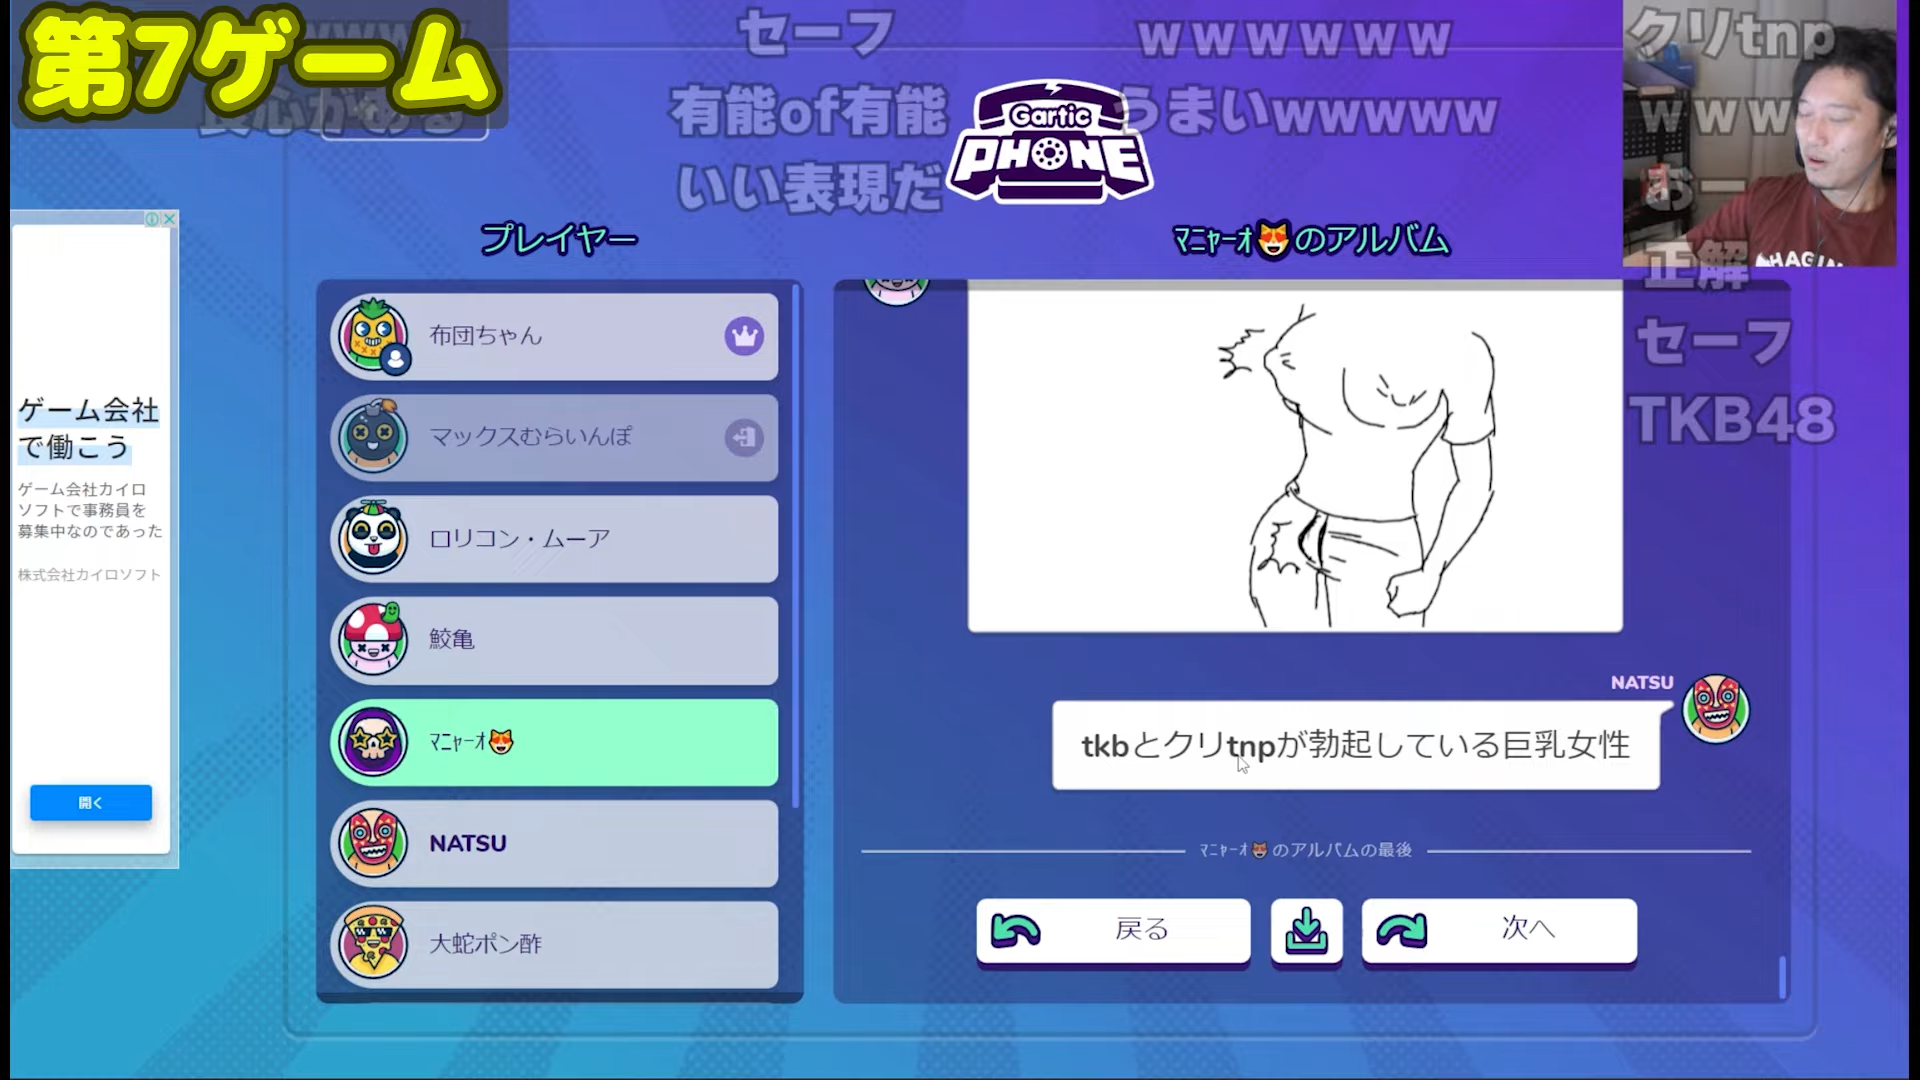 第7ゲーム
セーフ
wwwwww
クリtnp
良心がある
有能of有能
うまいwwwww
www
いい表現だ
おー
正解
セーフ
TKB48
Gartic
PHONE
HAGI
プレイヤー
布団ちゃん
マックスむらいんぽ
ロリコン・ムーア
鮫亀
ﾏﾆｬｰｵ😻
NATSU
大蛇ポン酢
ﾏﾆｬｰｵ😻のアルバム
NATSU
tkbとクリtnpが勃起している巨乳女性
ﾏﾆｬｰｵ😻のアルバムの最後
戻る
次へ
ゲーム会社
で働こう
ゲーム会社カイロ
ソフトで事務員を
募集中なのであった
株式会社カイロソフト
開く